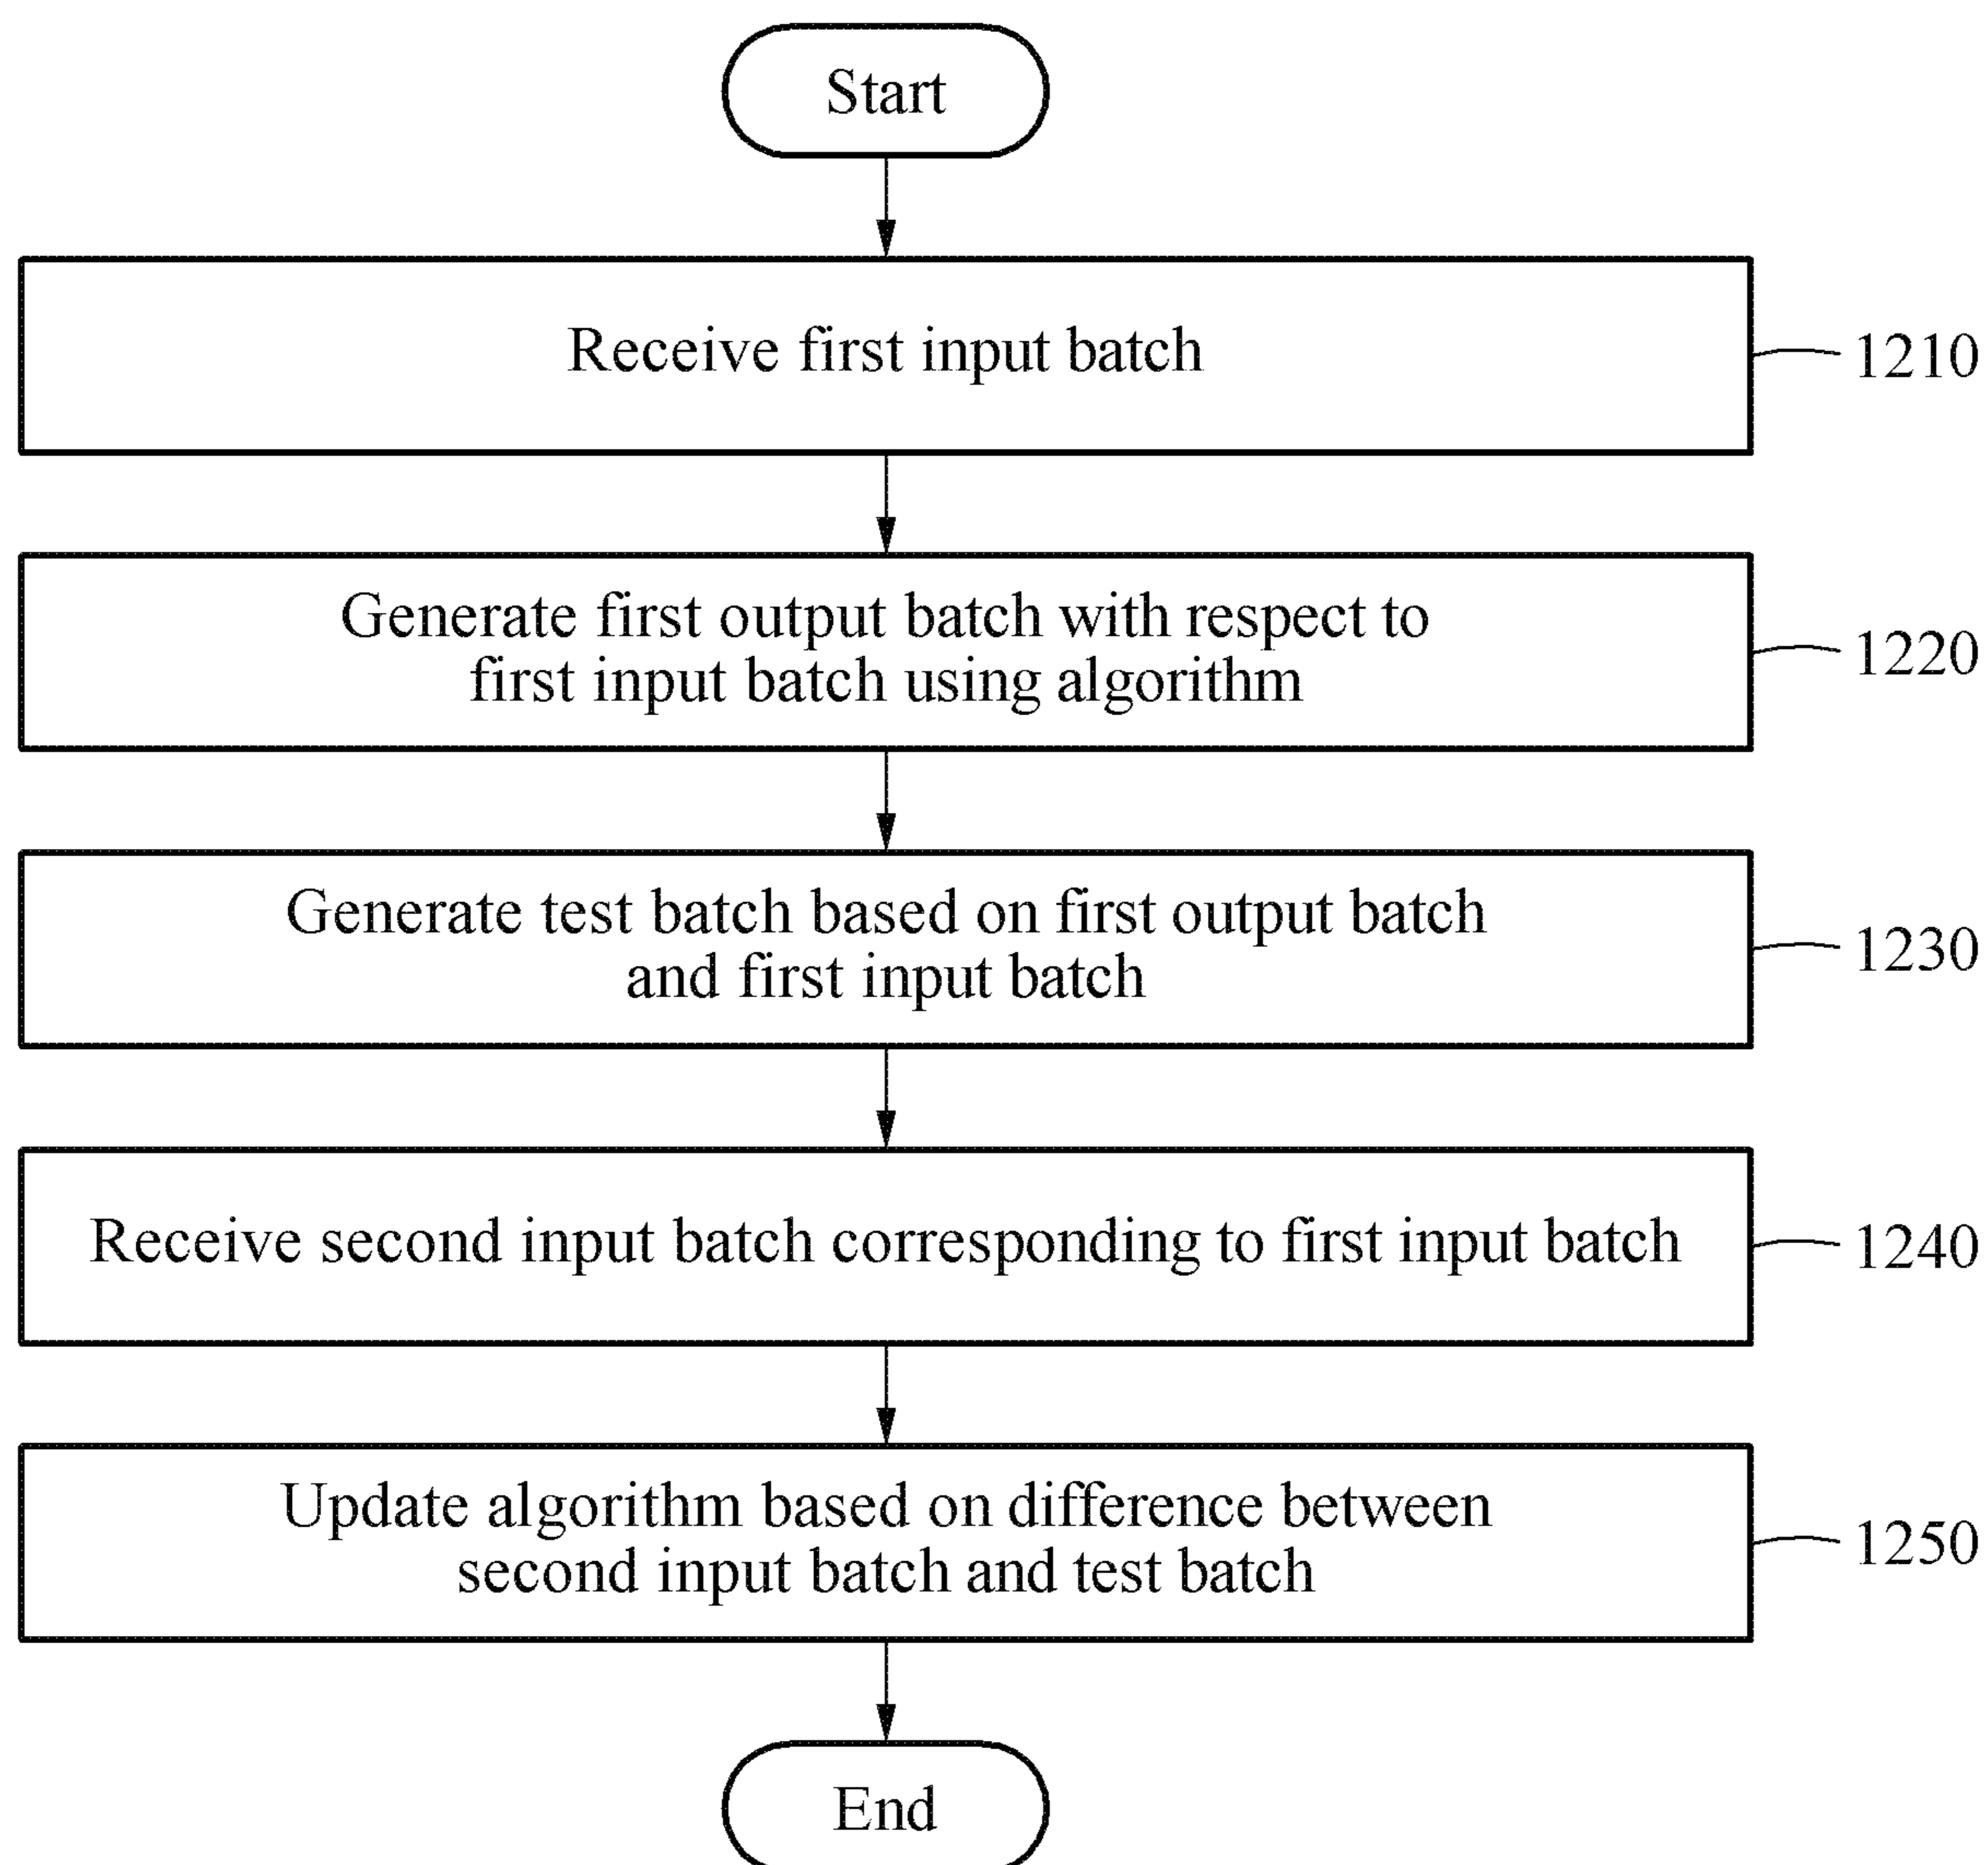 Start
Receive first input batch
1210
Generate first output batch with respect to
first input batch using algorithm
1220
Generate test batch based on first output batch
and first input batch
1230
Receive second input batch corresponding to first input batch
1240
Update algorithm based on difference between
second input batch and test batch
1250
End